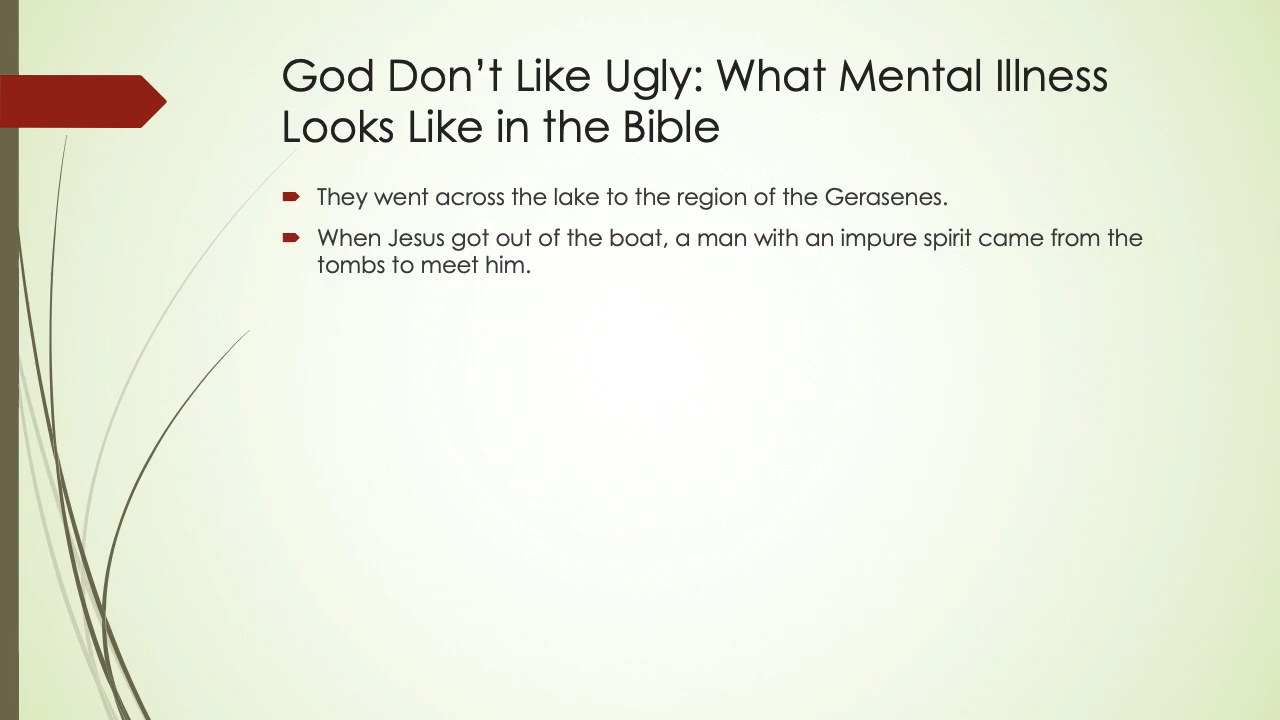 God Don’t Like Ugly: What Mental Illness
Looks Like in the Bible
They went across the lake to the region of the Gerasenes.
When Jesus got out of the boat, a man with an impure spirit came from the
tombs to meet him.